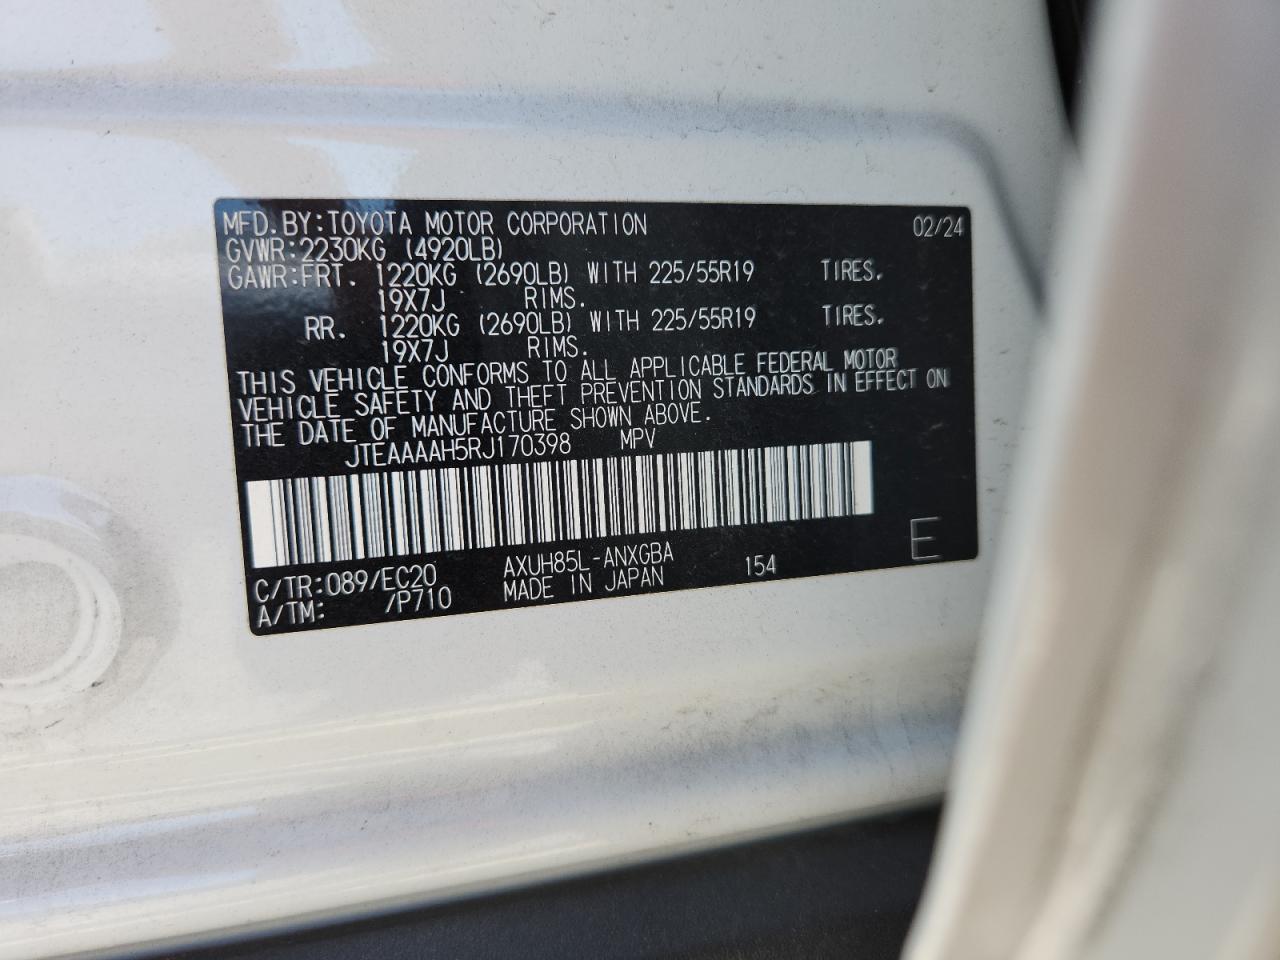 MFD.BY:TOYOTA MOTOR CORPORATION 02/24
GVWR:2230KG (4920LB)
GAWR:FRT. 1220KG (2690LB) WITH 225/55R19 TIRES.
19X7J RIMS.
RR. 1220KG (2690LB) WITH 225/55R19 TIRES.
19X7J RIMS.
THIS VEHICLE CONFORMS TO ALL APPLICABLE FEDERAL MOTOR
VEHICLE SAFETY AND THEFT PREVENTION STANDARDS IN EFFECT ON
THE DATE OF MANUFACTURE SHOWN ABOVE.
JTEAAAAH5RJ170398 MPV
C/TR:089/EC20 AXUH85L-ANXGBA 154 E
A/TM: /P710 MADE IN JAPAN